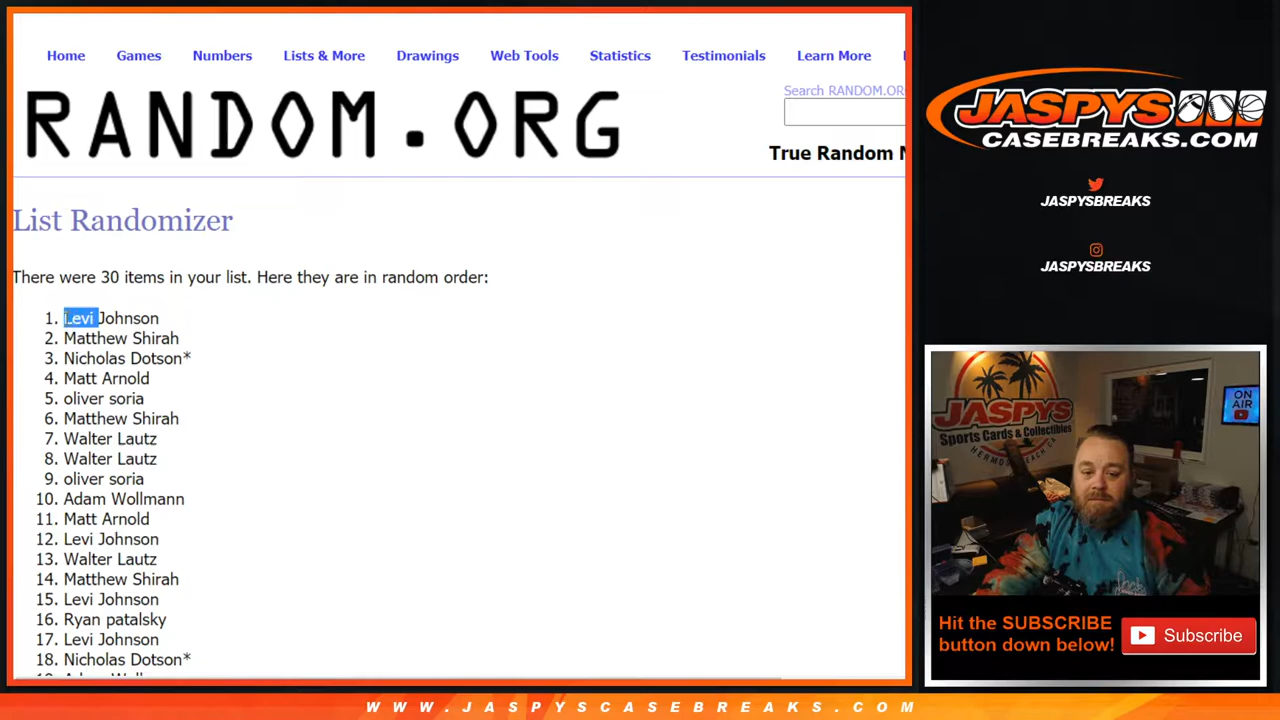 Home Games Numbers Lists & More Drawings Web Tools Statistics Testimonials Learn More
Search RANDOM.OR
RANDOM.ORG
True Random
List Randomizer
There were 30 items in your list. Here they are in random order:
1. Levi Johnson
2. Matthew Shirah
3. Nicholas Dotson*
4. Matt Arnold
5. oliver soria
6. Matthew Shirah
7. Walter Lautz
8. Walter Lautz
9. oliver soria
10. Adam Wollmann
11. Matt Arnold
12. Levi Johnson
13. Walter Lautz
14. Matthew Shirah
15. Levi Johnson
16. Ryan patalsky
17. Levi Johnson
18. Nicholas Dotson*
JASPYS
CASEBREAKS.COM
JASPYSBREAKS
JASPYSBREAKS
JASPYS
Sports Cards & Collectibles
HERMOSA BEACH CA
ON AIR
Hit the SUBSCRIBE
button down below!
Subscribe
WWW.JASPYSCASEBREAKS.COM